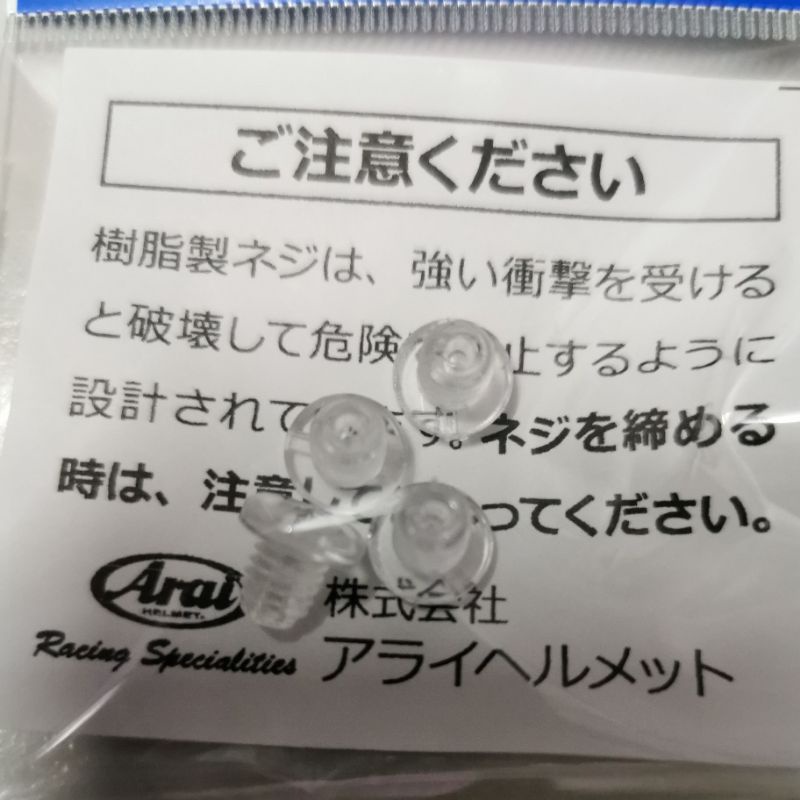 ご注意ください
樹脂製ネジは、強い衝撃を受ける
と破壊して危険 止するように
設計されて す。ネジを締める
時は、注意し ってください。
Arai 株式会社
HELMET.
Racing Specialities アライヘルメット